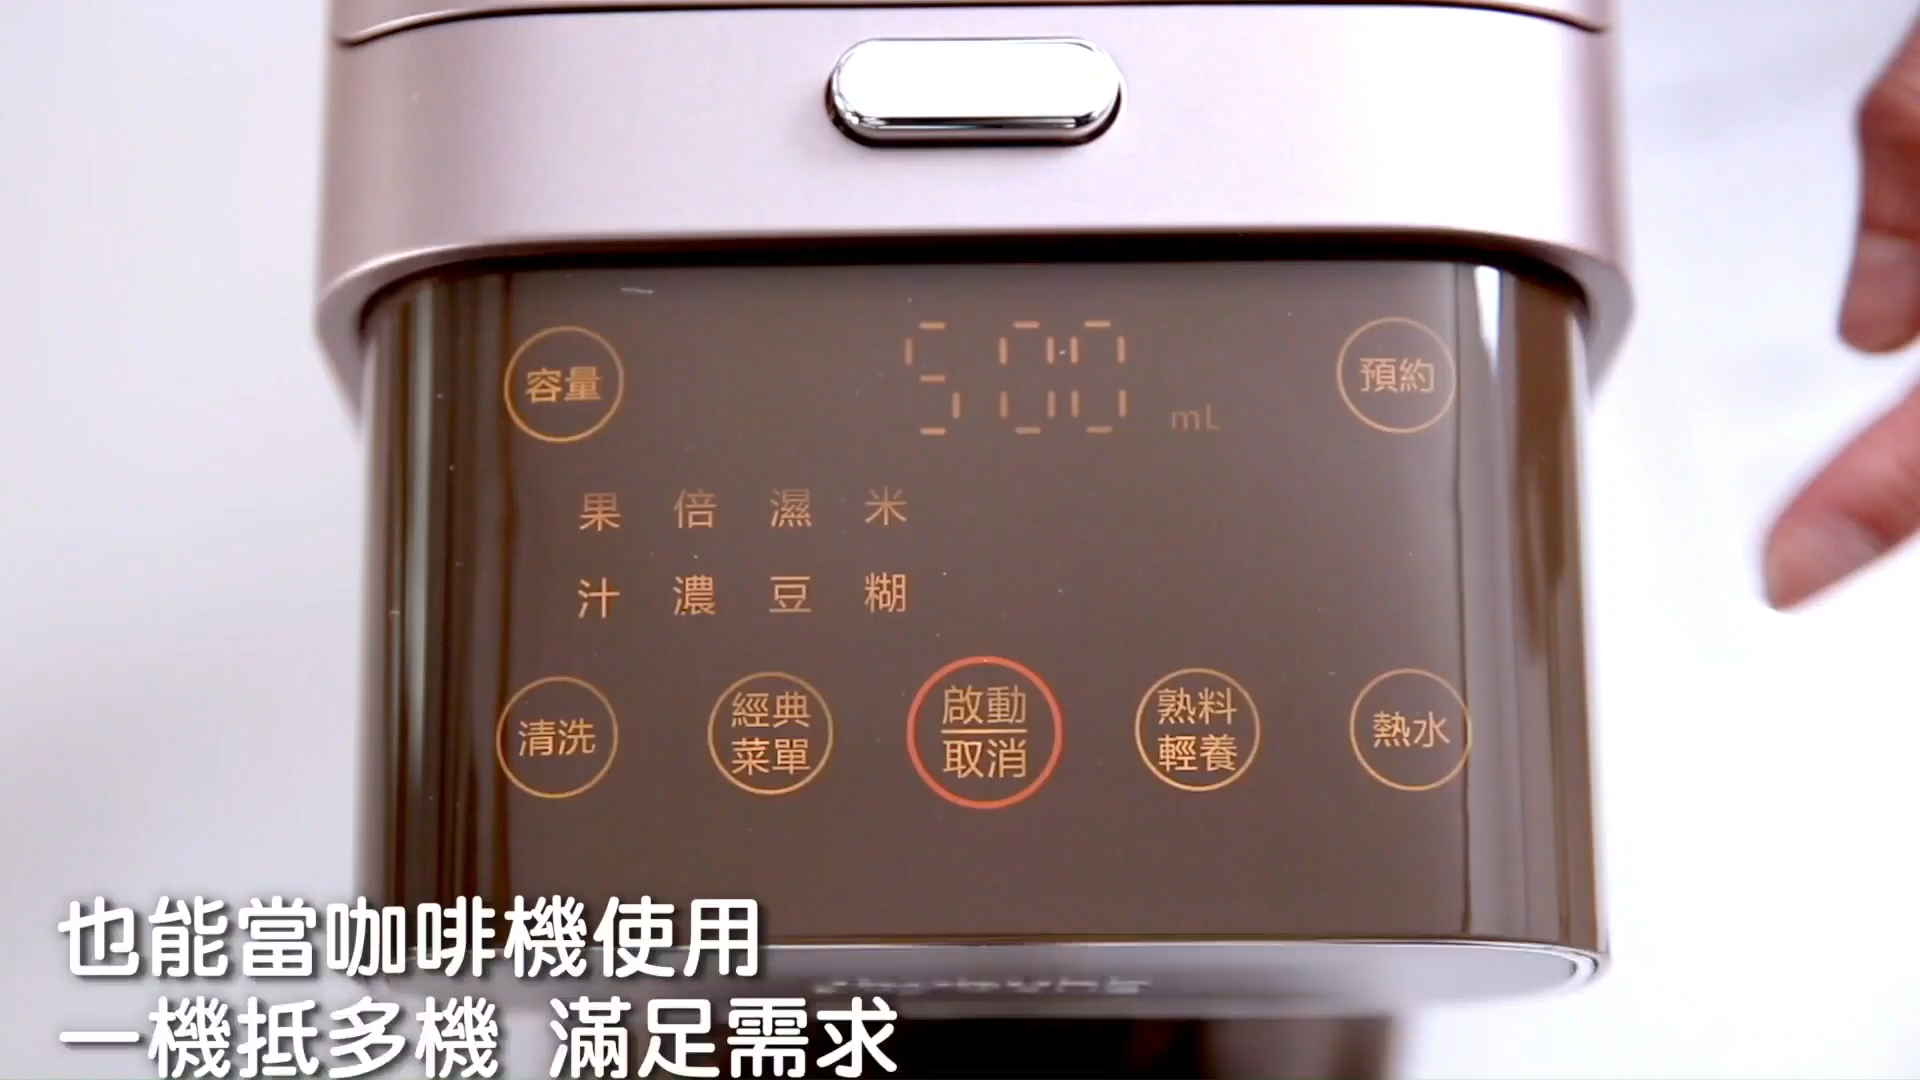 容量
500 mL
預約
果汁
倍濃
濕豆
米糊
清洗
經典
菜單
啟動
取消
熟料
輕養
熱水
也能當咖啡機使用
一機抵多機 滿足需求